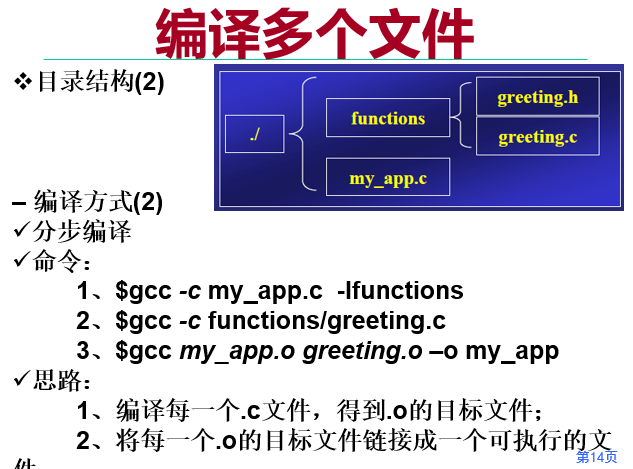 编译多个文件
❖目录结构(2)
./
functions
greeting.h
greeting.c
my_app.c
– 编译方式(2)
✓分步编译
✓命令：
1、$gcc -c my_app.c -Ifunctions
2、$gcc -c functions/greeting.c
3、$gcc my_app.o greeting.o –o my_app
✓思路：
1、编译每一个.c文件，得到.o的目标文件；
2、将每一个.o的目标文件链接成一个可执行的文
件
第14页